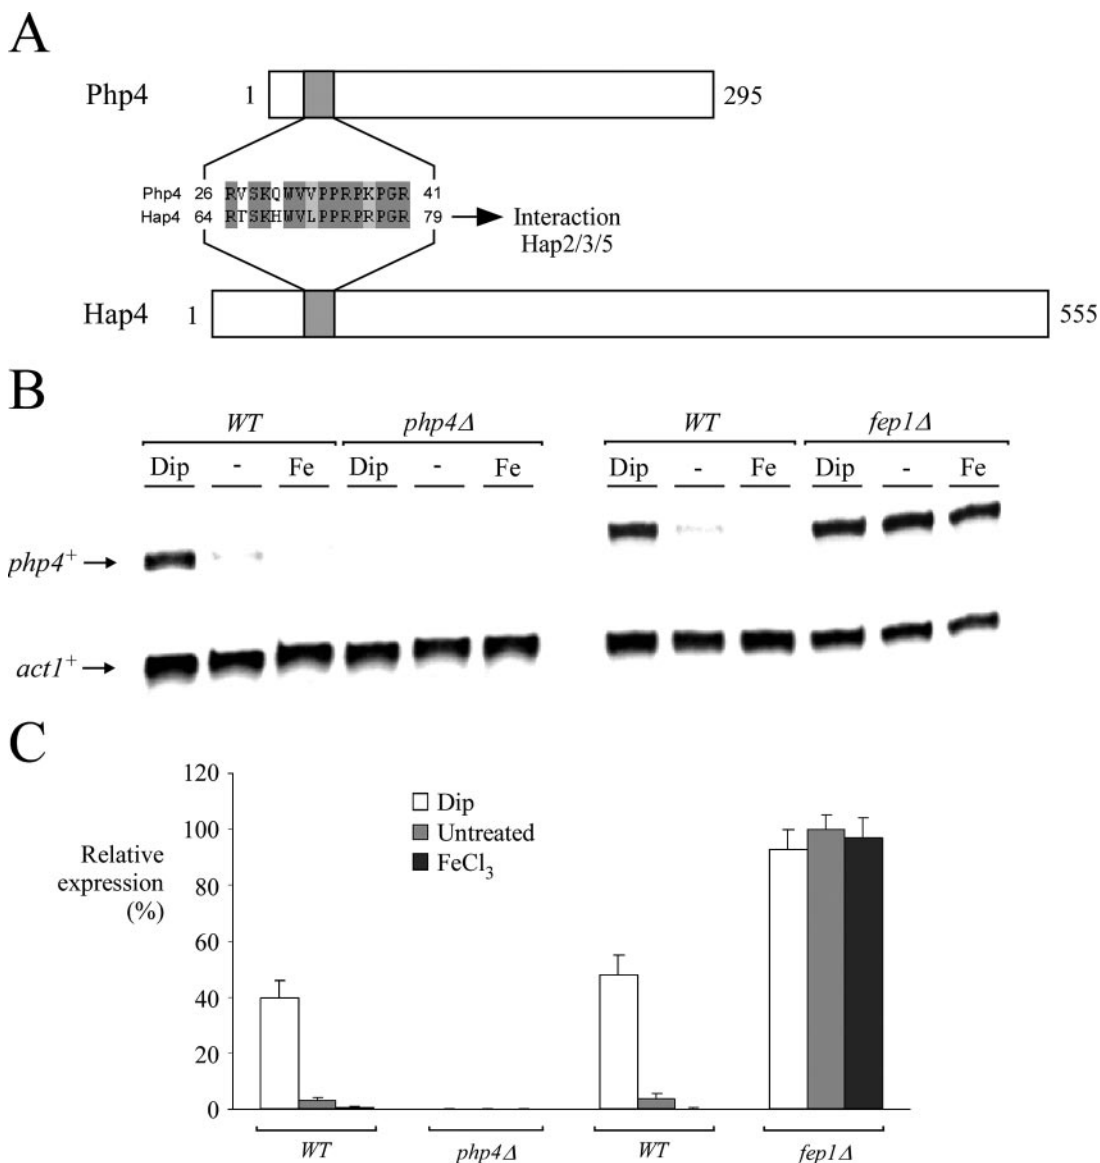 A
Php4 1 295
Php4 26 RVSKQWVVPPRPKPGR 41
Hap4 64 RTSKHWVLPPRPRPGR 79
Interaction
Hap2/3/5
Hap4 1 555
B
WT php4Δ WT fep1Δ
Dip - Fe Dip - Fe Dip - Fe Dip - Fe
php4+
act1+
C
Relative
expression
(%)
120
100
80
60
40
20
0
Dip
Untreated
FeCl3
WT php4Δ WT fep1Δ